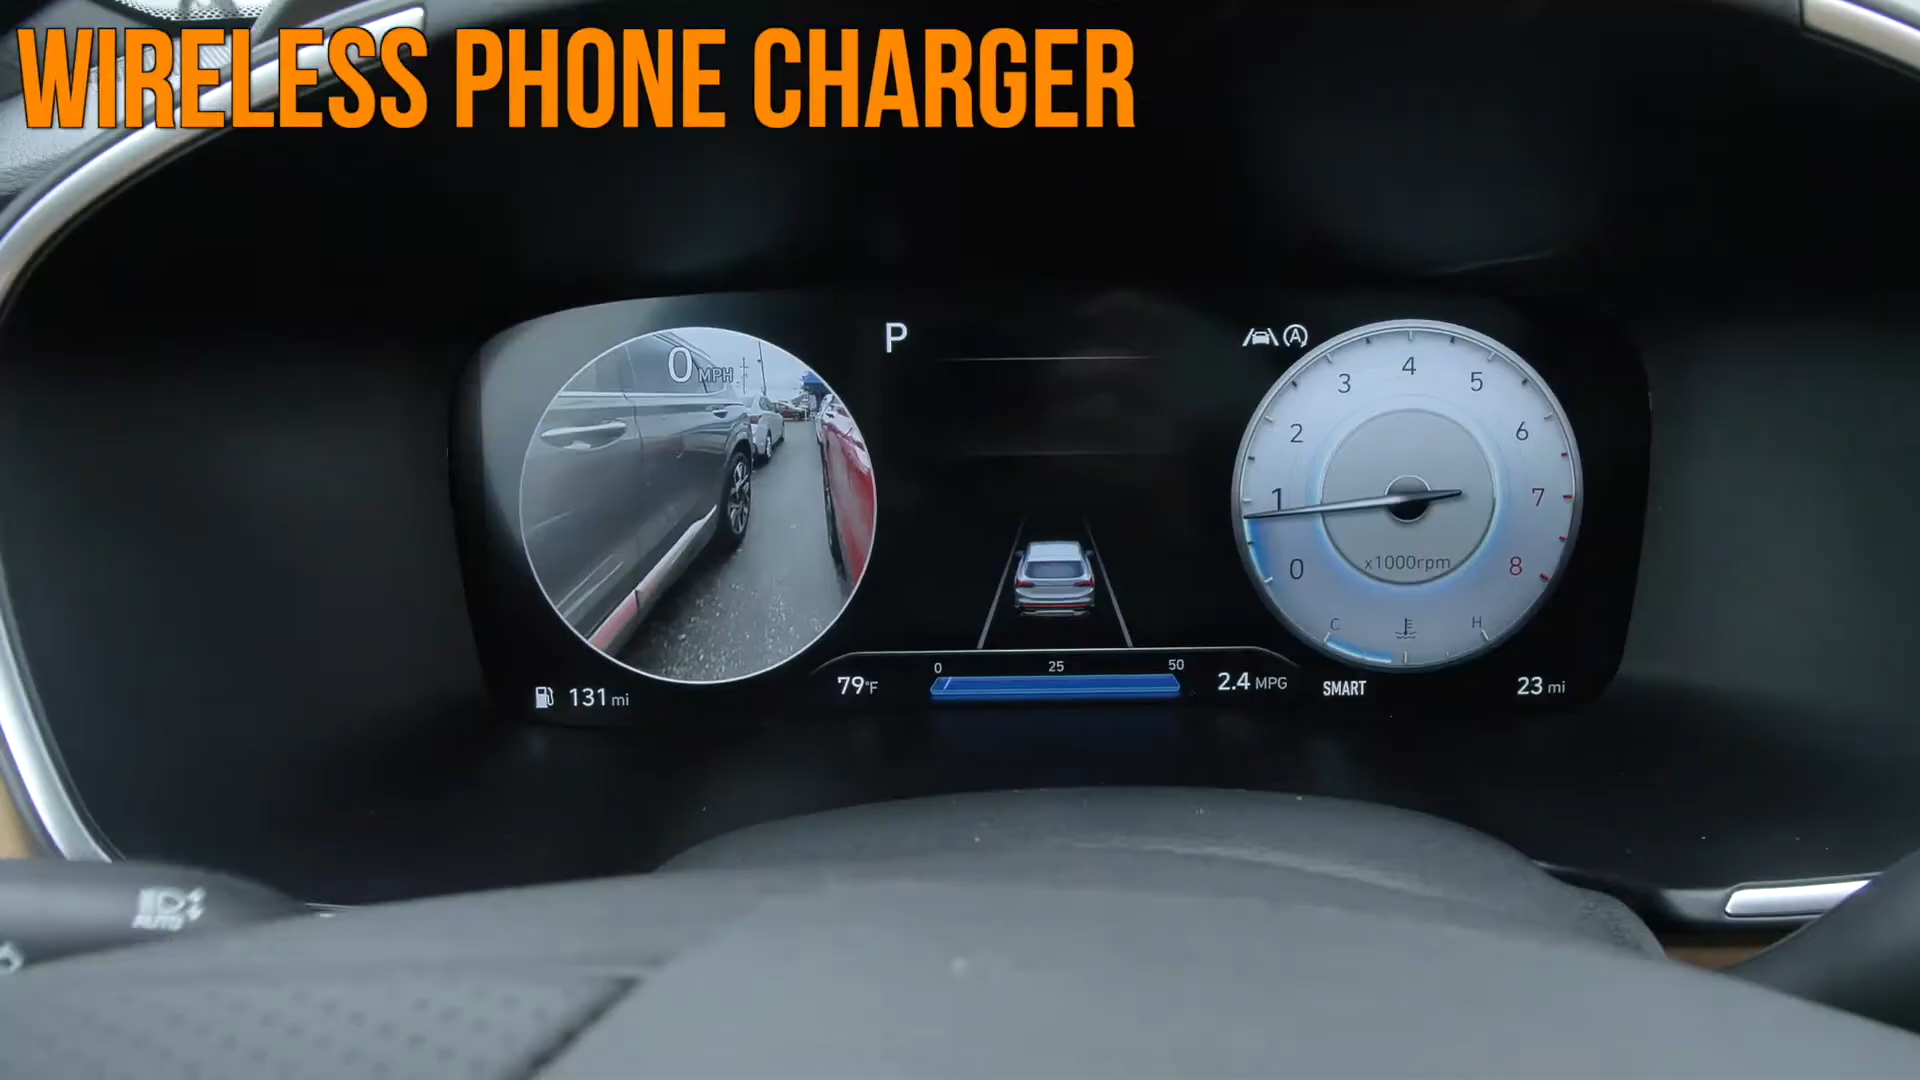 WIRELESS PHONE CHARGER
0 MPH
P
A
0
1
2
3
4
5
6
7
8
x1000rpm
C H
0 25 50
131 mi
79°F
2.4 MPG
SMART
23 mi
AUTO